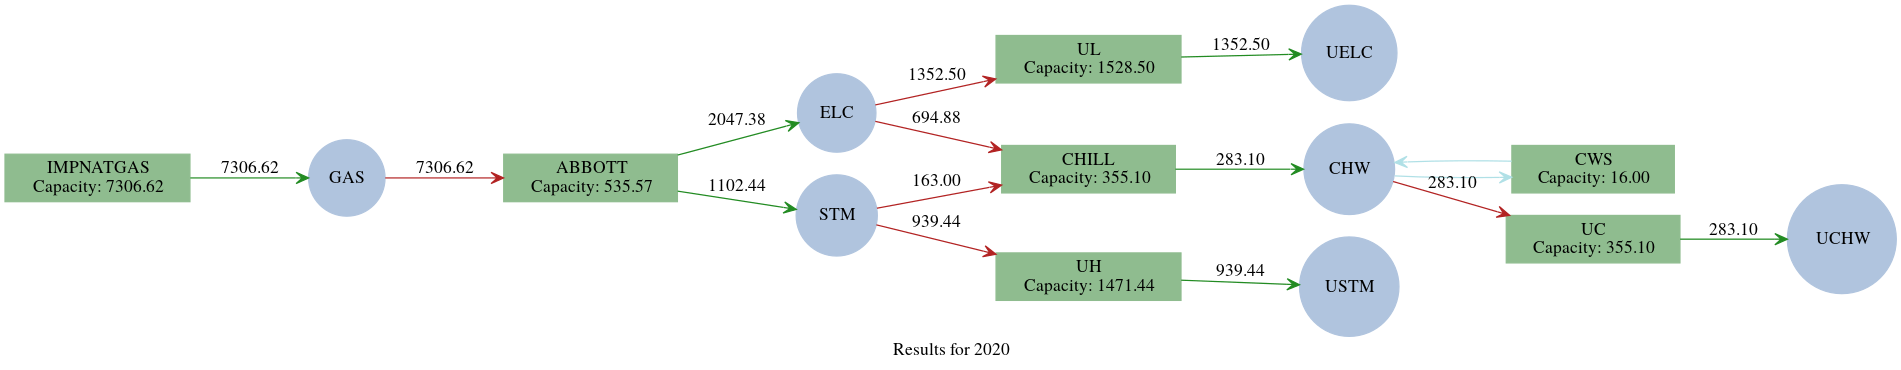 IMPNATGAS
Capacity: 7306.62
7306.62
GAS
7306.62
ABBOTT
Capacity: 535.57
2047.38
1102.44
ELC
STM
1352.50
694.88
163.00
939.44
UL
Capacity: 1528.50
CHILL
Capacity: 355.10
UH
Capacity: 1471.44
1352.50
283.10
939.44
UELC
CHW
USTM
283.10
CWS
Capacity: 16.00
UC
Capacity: 355.10
283.10
UCHW
Results for 2020